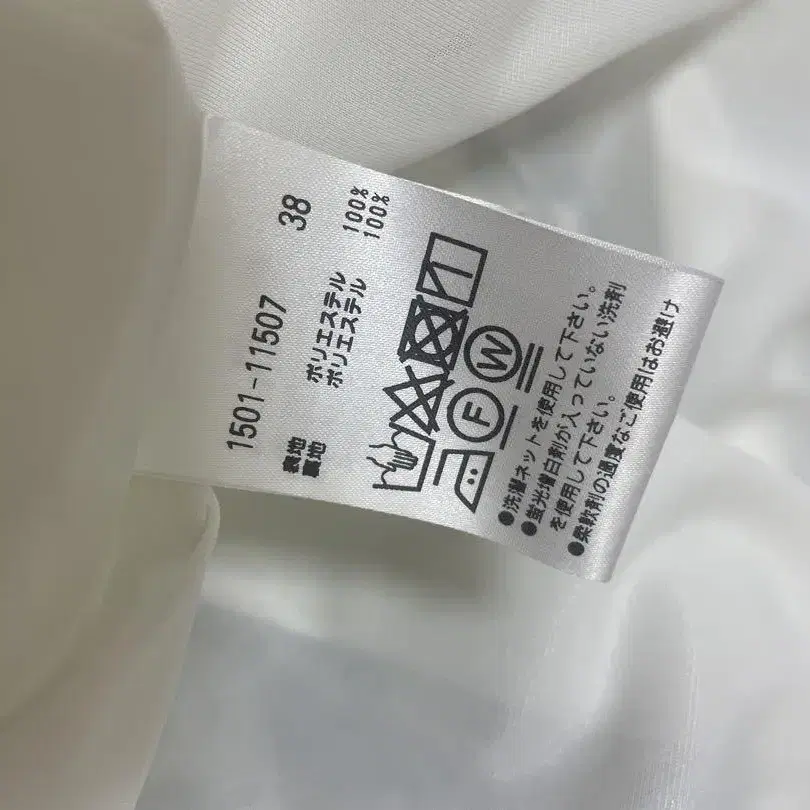 1501-11507 38
表地 ポリエステル 100%
裏地 ポリエステル 100%
F W
●洗濯ネットを使用して下さい。
●蛍光増白剤が入っていない洗剤
を使用して下さい。
●柔軟剤の過度なご使用はお避け